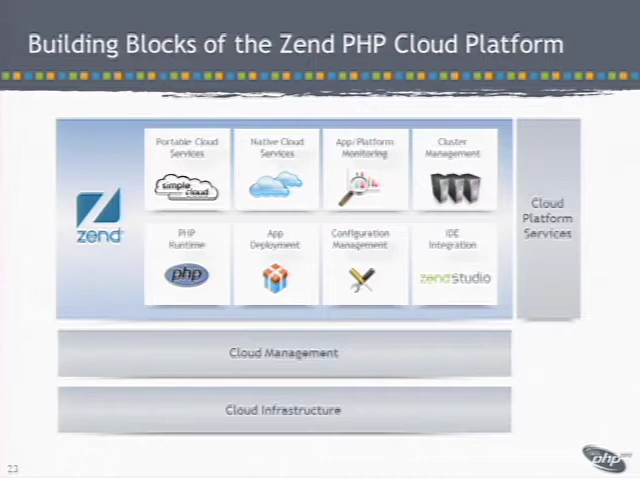 Building Blocks of the Zend PHP Cloud Platform
Portable Cloud
Services
simple
cloud
Native Cloud
Services
App/Platform
Monitoring
Cluster
Management
zend
PHP
Runtime
php
App
Deployment
Configuration
Management
IDE
Integration
zendstudio
Cloud
Platform
Services
Cloud Management
Cloud Infrastructure
23
php